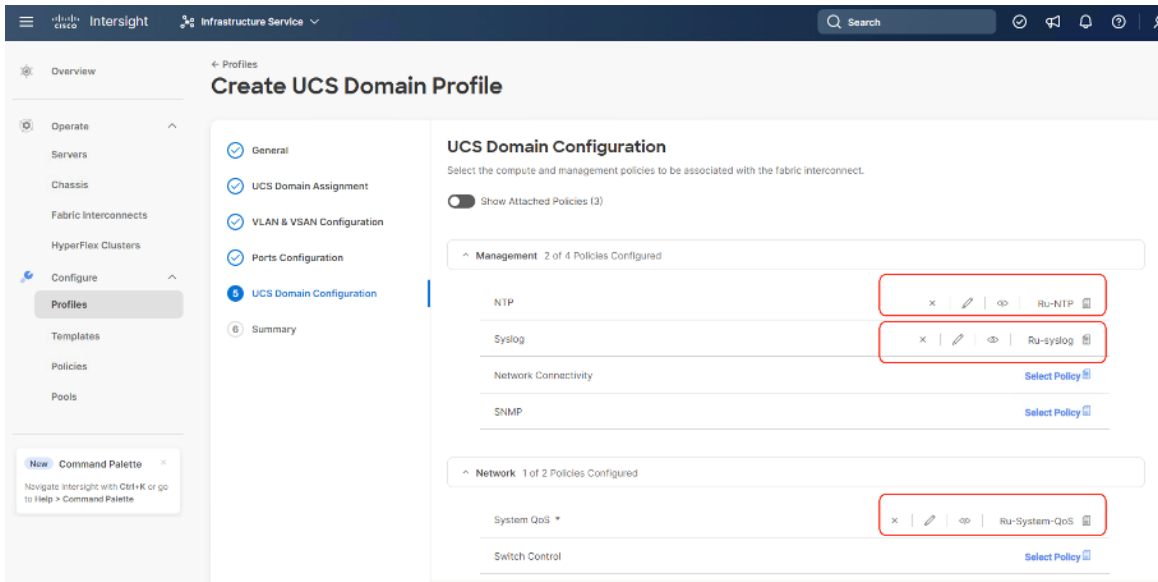 cisco Intersight Infrastructure Service Search
Overview
Operate
Servers
Chassis
Fabric Interconnects
HyperFlex Clusters
Configure
Profiles
Templates
Policies
Pools
New Command Palette
Navigate Intersight with Ctrl+K or go
to Help > Command Palette
← Profiles
Create UCS Domain Profile
General
UCS Domain Assignment
VLAN & VSAN Configuration
Ports Configuration
5 UCS Domain Configuration
6 Summary
UCS Domain Configuration
Select the compute and management policies to be associated with the fabric interconnect.
Show Attached Policies (3)
Management 2 of 4 Policies Configured
NTP Ru-NTP
Syslog Ru-syslog
Network Connectivity Select Policy
SNMP Select Policy
Network 1 of 2 Policies Configured
System QoS * Ru-System-QoS
Switch Control Select Policy